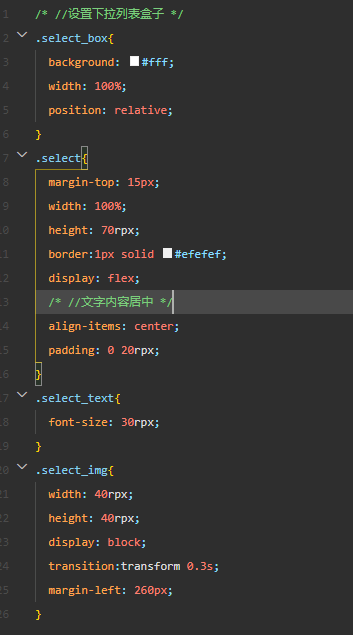 1 /* //设置下拉列表盒子 */
2 .select_box{
3 background: #fff;
4 width: 100%;
5 position: relative;
6 }
7 .select{
8 margin-top: 15px;
9 width: 100%;
10 height: 70rpx;
11 border:1px solid #efefef;
12 display: flex;
13 /* //文字内容居中 */
14 align-items: center;
15 padding: 0 20rpx;
16 }
17 .select_text{
18 font-size: 30rpx;
19 }
20 .select_img{
21 width: 40rpx;
22 height: 40rpx;
23 display: block;
24 transition:transform 0.3s;
25 margin-left: 260px;
26 }